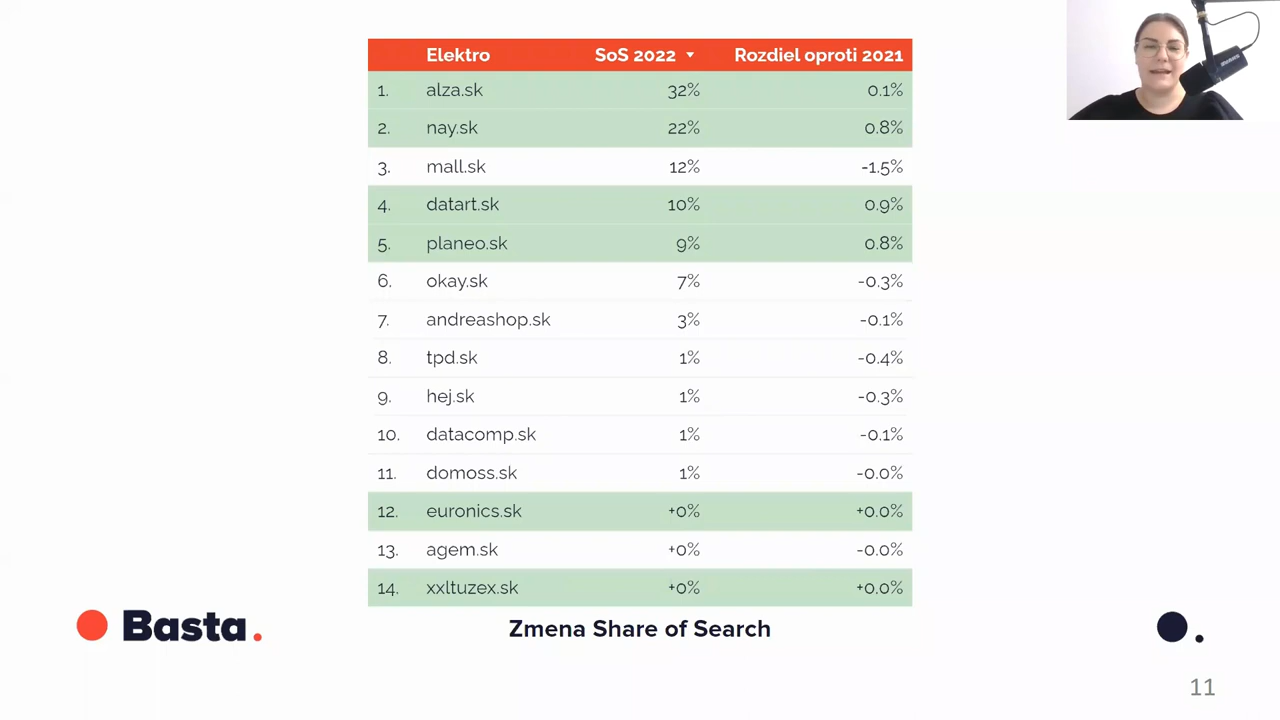 Elektro SoS 2022 Rozdiel oproti 2021
1. alza.sk 32% 0.1%
2. nay.sk 22% 0.8%
3. mall.sk 12% -1.5%
4. datart.sk 10% 0.9%
5. planeo.sk 9% 0.8%
6. okay.sk 7% -0.3%
7. andreashop.sk 3% -0.1%
8. tpd.sk 1% -0.4%
9. hej.sk 1% -0.3%
10. datacomp.sk 1% -0.1%
11. domoss.sk 1% -0.0%
12. euronics.sk +0% +0.0%
13. agem.sk +0% -0.0%
14. xxltuzex.sk +0% +0.0%
Basta.
Zmena Share of Search
11